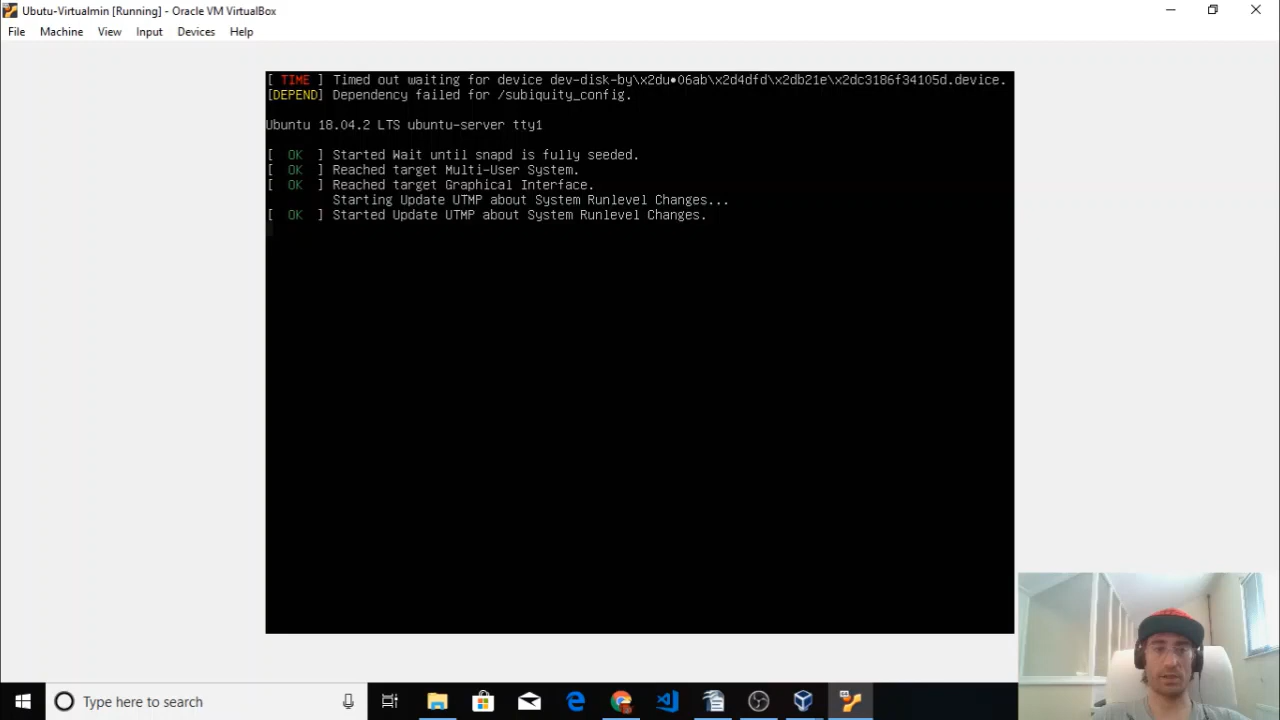 Ubutu-Virtualmin [Running] - Oracle VM VirtualBox
File Machine View Input Devices Help
[ TIME ] Timed out waiting for device dev-disk-by\x2du•06ab\x2d4dfd\x2db21e\x2dc3186f34105d.device.
[DEPEND] Dependency failed for /subiquity_config.
Ubuntu 18.04.2 LTS ubuntu-server tty1
[ OK ] Started Wait until snapd is fully seeded.
[ OK ] Reached target Multi-User System.
[ OK ] Reached target Graphical Interface.
Starting Update UTMP about System Runlevel Changes...
[ OK ] Started Update UTMP about System Runlevel Changes.
Type here to search